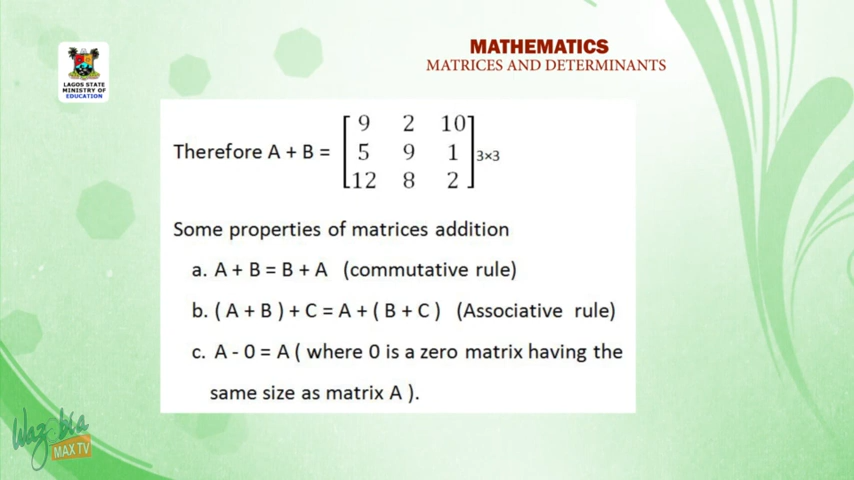 MATHEMATICS
MATRICES AND DETERMINANTS
LAGOS STATE
MINISTRY OF
EDUCATION
9 2 10
Therefore A + B = 5 9 1 3×3
12 8 2
Some properties of matrices addition
a. A + B = B + A (commutative rule)
b. ( A + B ) + C = A + ( B + C ) (Associative rule)
c. A - 0 = A ( where 0 is a zero matrix having the
same size as matrix A ).
Wazobia
MAX TV